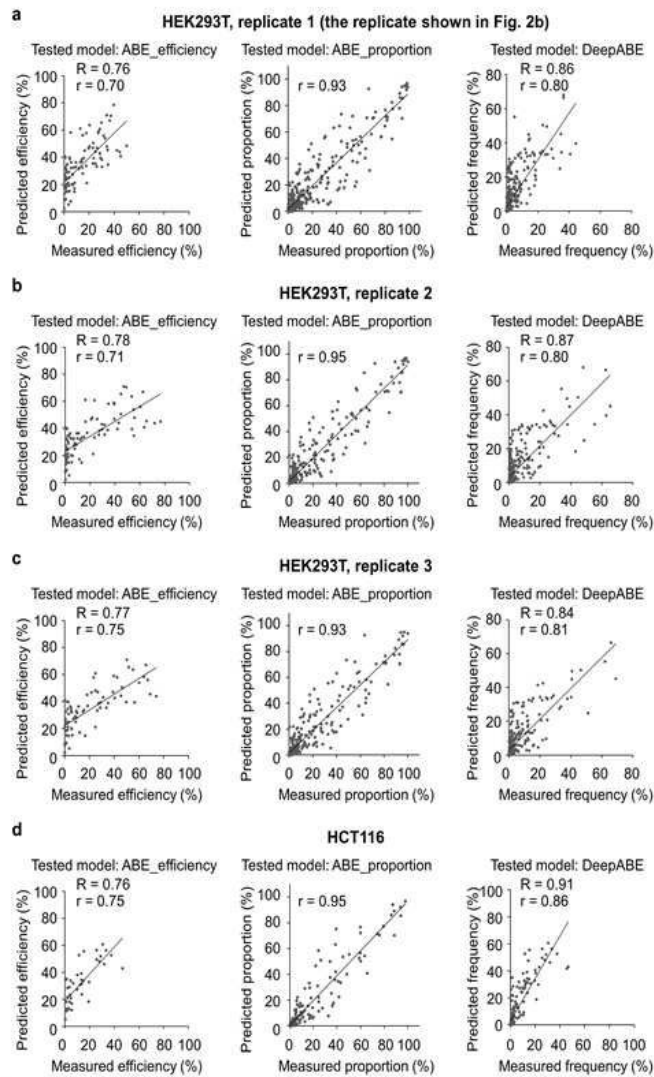 a
HEK293T, replicate 1 (the replicate shown in Fig. 2b)
Tested model: ABE_efficiency
R = 0.76
r = 0.70
Predicted efficiency (%)
100
80
60
40
20
0
0 20 40 60 80 100
Measured efficiency (%)
Tested model: ABE_proportion
r = 0.93
Predicted proportion (%)
100
80
60
40
20
0
0 20 40 60 80 100
Measured proportion (%)
Tested model: DeepABE
R = 0.86
r = 0.80
Predicted frequency (%)
80
60
40
20
0
0 20 40 60 80
Measured frequency (%)
b
HEK293T, replicate 2
Tested model: ABE_efficiency
R = 0.78
r = 0.71
Predicted efficiency (%)
100
80
60
40
20
0
0 20 40 60 80 100
Measured efficiency (%)
Tested model: ABE_proportion
r = 0.95
Predicted proportion (%)
100
80
60
40
20
0
0 20 40 60 80 100
Measured proportion (%)
Tested model: DeepABE
R = 0.87
r = 0.80
Predicted frequency (%)
80
60
40
20
0
0 20 40 60 80
Measured frequency (%)
c
HEK293T, replicate 3
Tested model: ABE_efficiency
R = 0.77
r = 0.75
Predicted efficiency (%)
100
80
60
40
20
0
0 20 40 60 80 100
Measured efficiency (%)
Tested model: ABE_proportion
r = 0.93
Predicted proportion (%)
100
80
60
40
20
0
0 20 40 60 80 100
Measured proportion (%)
Tested model: DeepABE
R = 0.84
r = 0.81
Predicted frequency (%)
80
60
40
20
0
0 20 40 60 80
Measured frequency (%)
d
HCT116
Tested model: ABE_efficiency
R = 0.76
r = 0.75
Predicted efficiency (%)
100
80
60
40
20
0
0 20 40 60 80 100
Measured efficiency (%)
Tested model: ABE_proportion
r = 0.95
Predicted proportion (%)
100
80
60
40
20
0
0 20 40 60 80 100
Measured proportion (%)
Tested model: DeepABE
R = 0.91
r = 0.86
Predicted frequency (%)
100
80
60
40
20
0
0 20 40 60 80 100
Measured frequency (%)